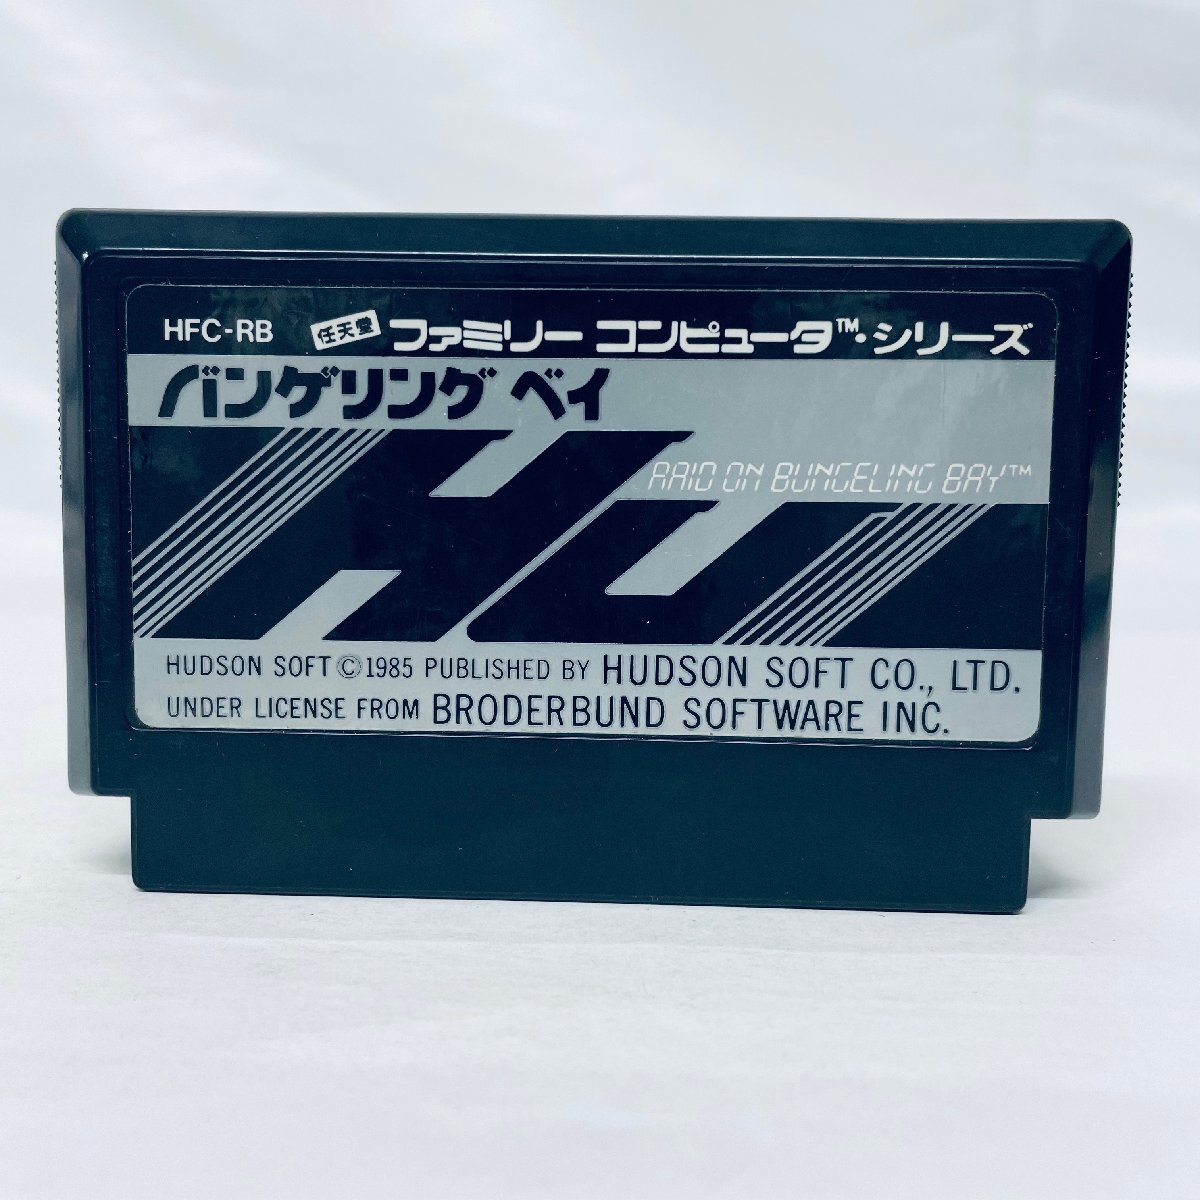 HFC-RB 任天堂 ファミリー コンピュータ™・シリーズ
バンゲリング ベイ
RAID ON BUNGELING BAY™
HU
HUDSON SOFT ©1985 PUBLISHED BY HUDSON SOFT CO., LTD.
UNDER LICENSE FROM BRODERBUND SOFTWARE INC.